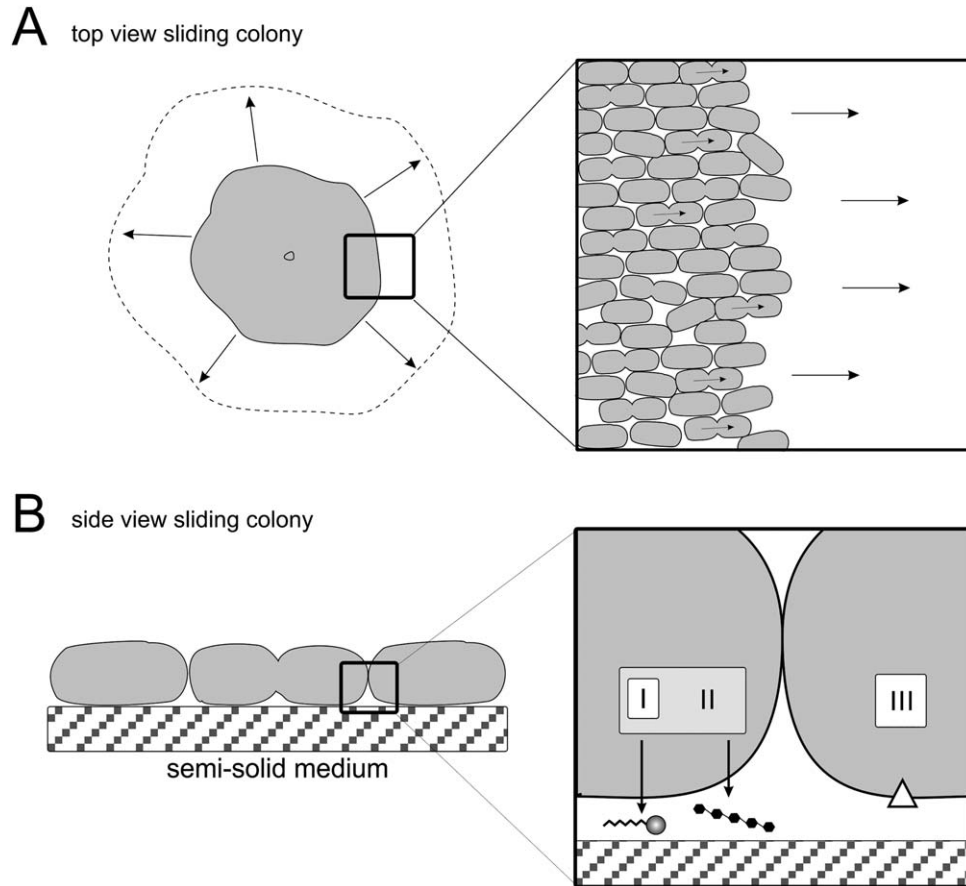 A top view sliding colony
B side view sliding colony
semi-solid medium
I II
III